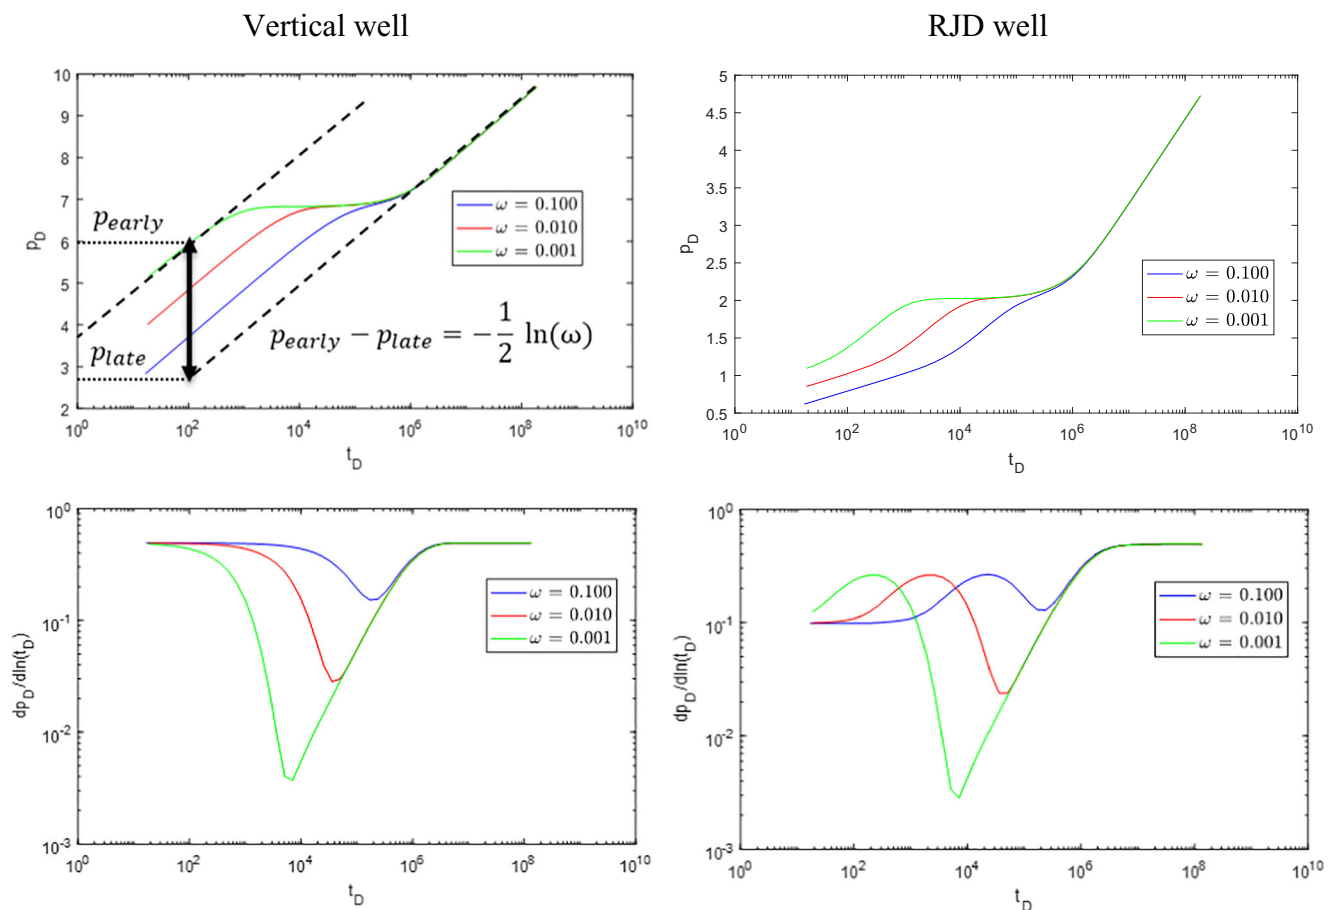 Vertical well
RJD well
10
9
8
7
6
5
4
3
2
p_D
p_early
p_late
ω = 0.100
ω = 0.010
ω = 0.001
p_early − p_late = −1/2 ln(ω)
10^0
10^2
10^4
10^6
10^8
10^10
t_D
5
4.5
4
3.5
3
2.5
2
1.5
1
0.5
p_D
ω = 0.100
ω = 0.010
ω = 0.001
10^0
10^2
10^4
10^6
10^8
10^10
t_D
10^0
10^-1
10^-2
10^-3
dp_D/dln(t_D)
ω = 0.100
ω = 0.010
ω = 0.001
10^0
10^2
10^4
10^6
10^8
10^10
t_D
10^0
10^-1
10^-2
10^-3
dp_D/dln(t_D)
ω = 0.100
ω = 0.010
ω = 0.001
10^0
10^2
10^4
10^6
10^8
10^10
t_D